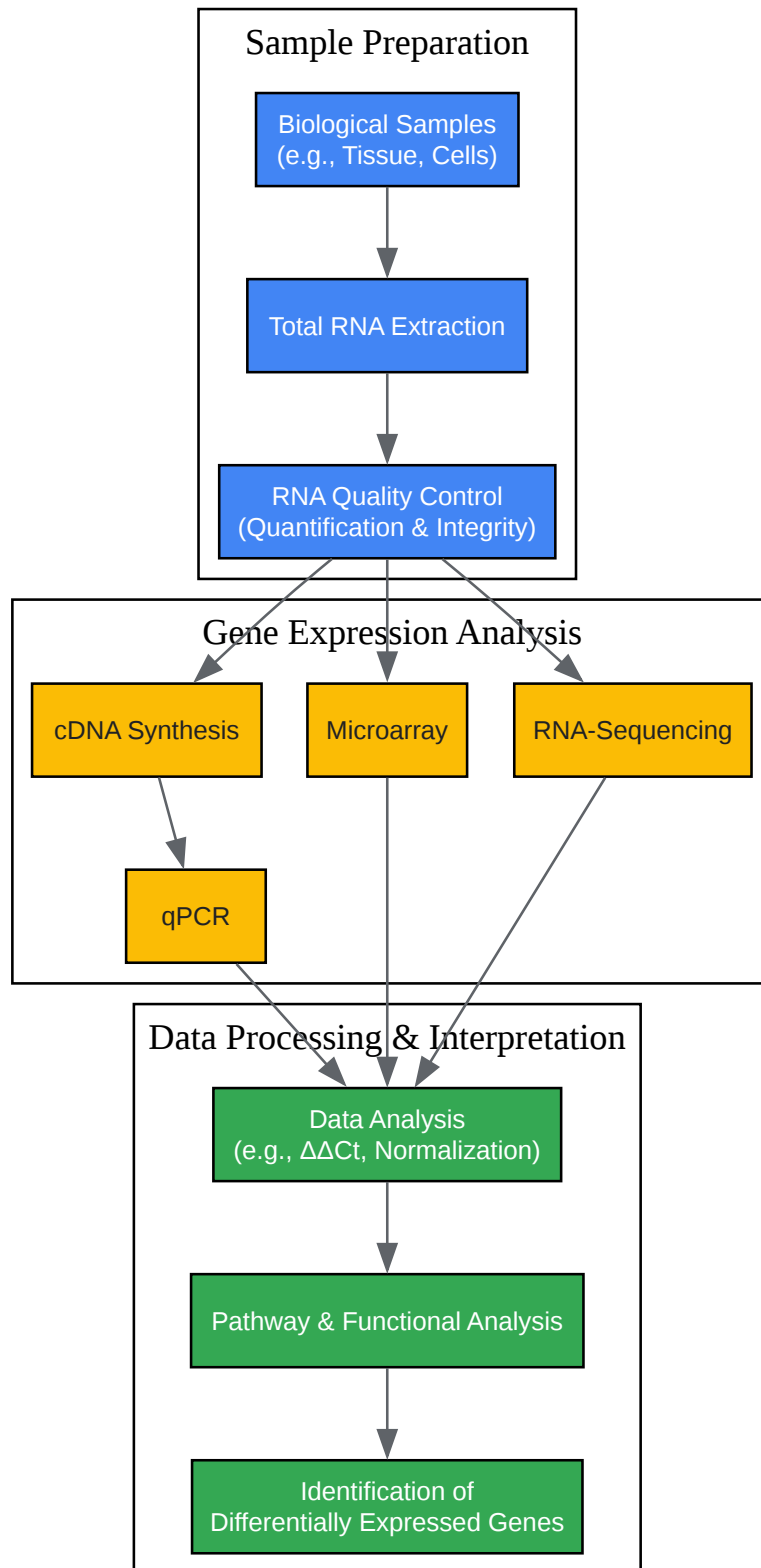 Sample Preparation
Biological Samples
(e.g., Tissue, Cells)
Total RNA Extraction
RNA Quality Control
(Quantification & Integrity)
Gene Expression Analysis
cDNA Synthesis
Microarray
RNA-Sequencing
qPCR
Data Processing & Interpretation
Data Analysis
(e.g., ΔΔCt, Normalization)
Pathway & Functional Analysis
Identification of
Differentially Expressed Genes